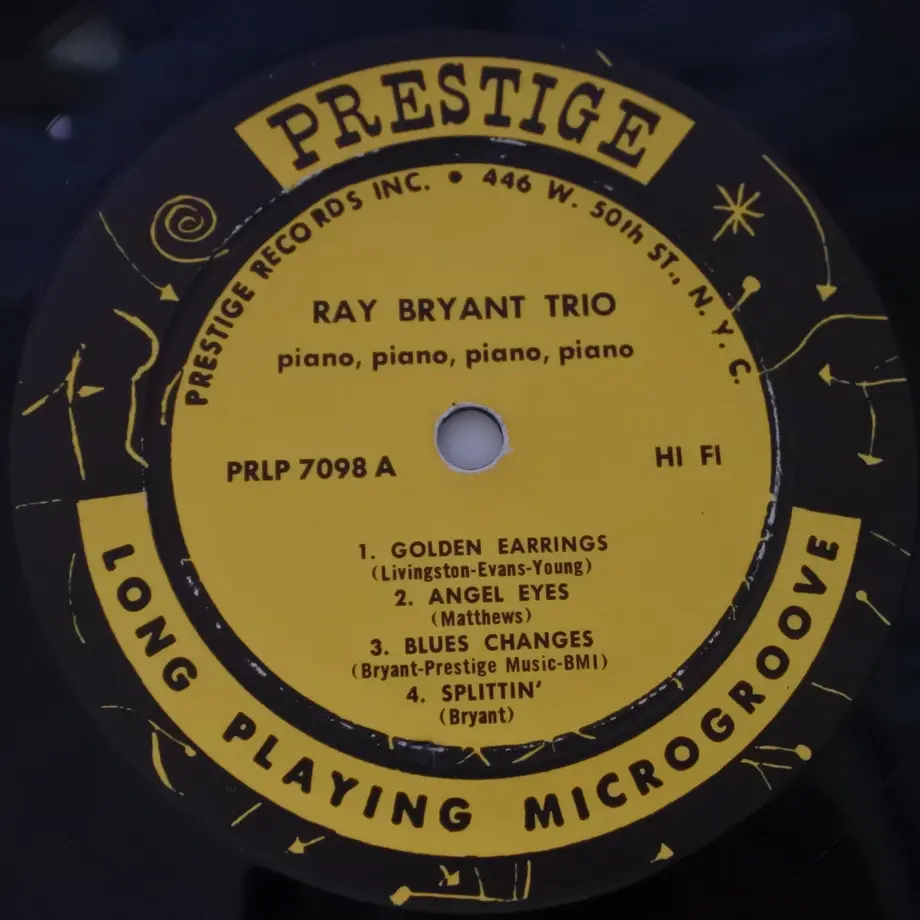 PRESTIGE
PRESTIGE RECORDS INC. • 446 W. 50th ST., N. Y. C.
RAY BRYANT TRIO
piano, piano, piano, piano
PRLP 7098 A
HI FI
1. GOLDEN EARRINGS
(Livingston-Evans-Young)
2. ANGEL EYES
(Matthews)
3. BLUES CHANGES
(Bryant-Prestige Music-BMI)
4. SPLITTIN'
(Bryant)
LONG PLAYING MICROGROOVE